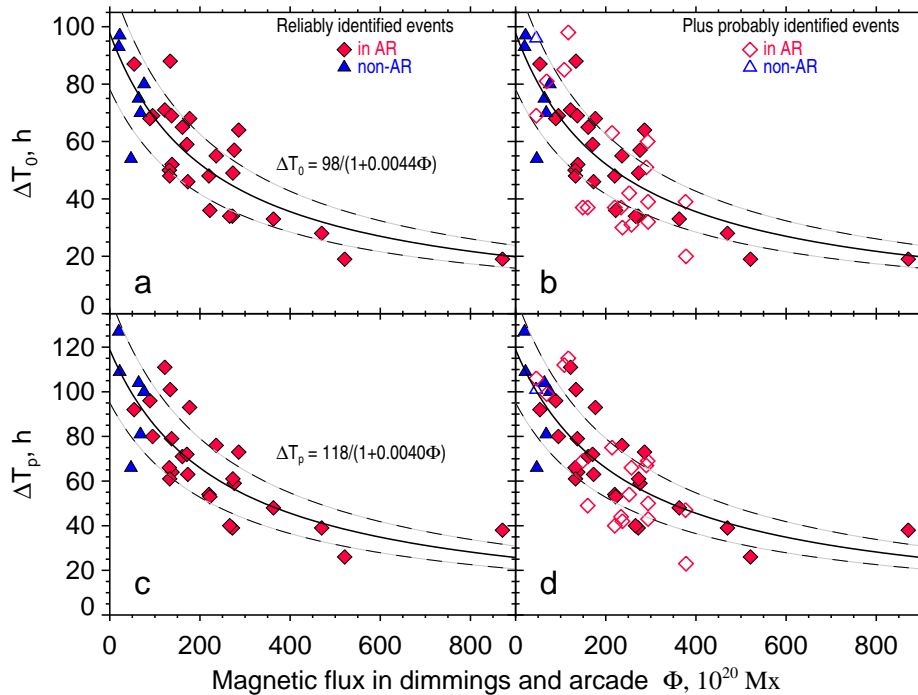 Reliably identified events
in AR
non-AR
Plus probably identified events
in AR
non-AR
100
80
60
40
20
0
ΔT₀, h
ΔT₀ = 98/(1+0.0044Φ)
a
b
120
100
80
60
40
20
0
ΔTₚ, h
ΔTₚ = 118/(1+0.0040Φ)
c
d
0 200 400 600 800 0 200 400 600 800
Magnetic flux in dimmings and arcade Φ, 10²⁰ Mx